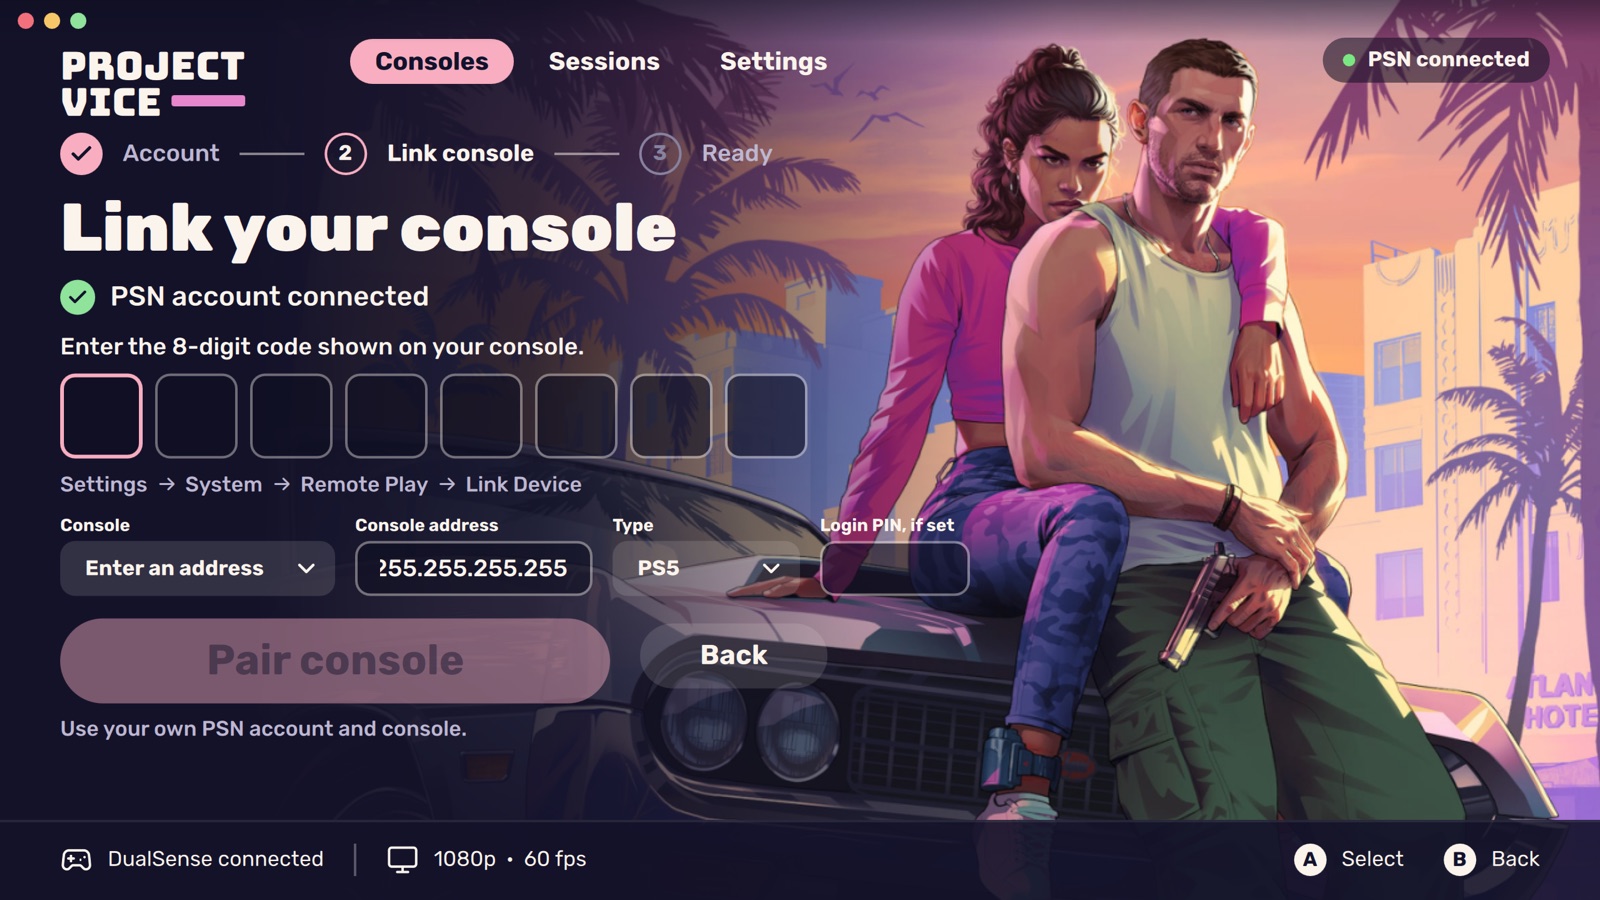 PROJECT
VICE
Consoles
Sessions
Settings
PSN connected
Account
2
Link console
3
Ready
Link your console
PSN account connected
Enter the 8-digit code shown on your console.
Settings → System → Remote Play → Link Device
Console
Console address
Type
Login PIN, if set
Enter an address
255.255.255.255
PS5
Pair console
Back
Use your own PSN account and console.
ATLAN
HOTE
DualSense connected
1080p • 60 fps
A Select
B Back